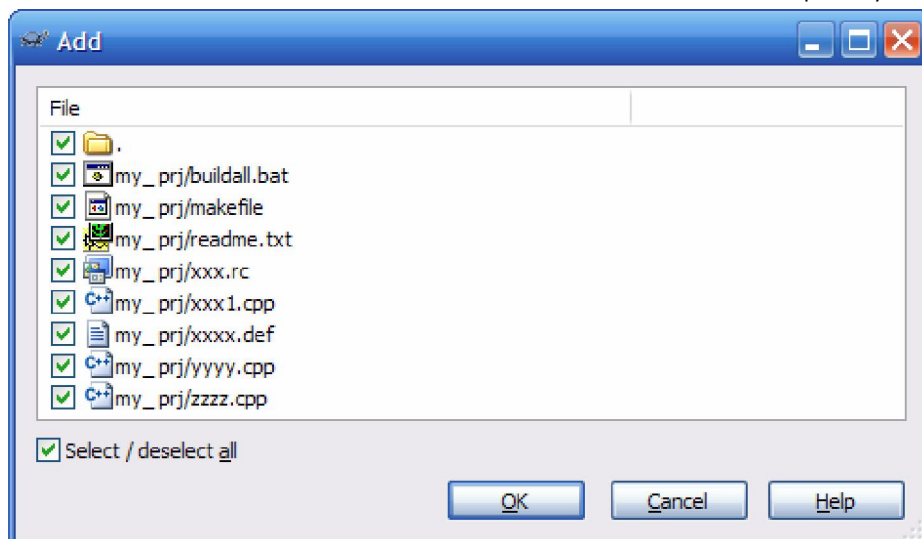 Add
File
.
my_prj/buildall.bat
my_prj/makefile
my_prj/readme.txt
my_prj/xxx.rc
my_prj/xxx1.cpp
my_prj/xxxx.def
my_prj/yyyy.cpp
my_prj/zzzz.cpp
Select / deselect all
OK Cancel Help